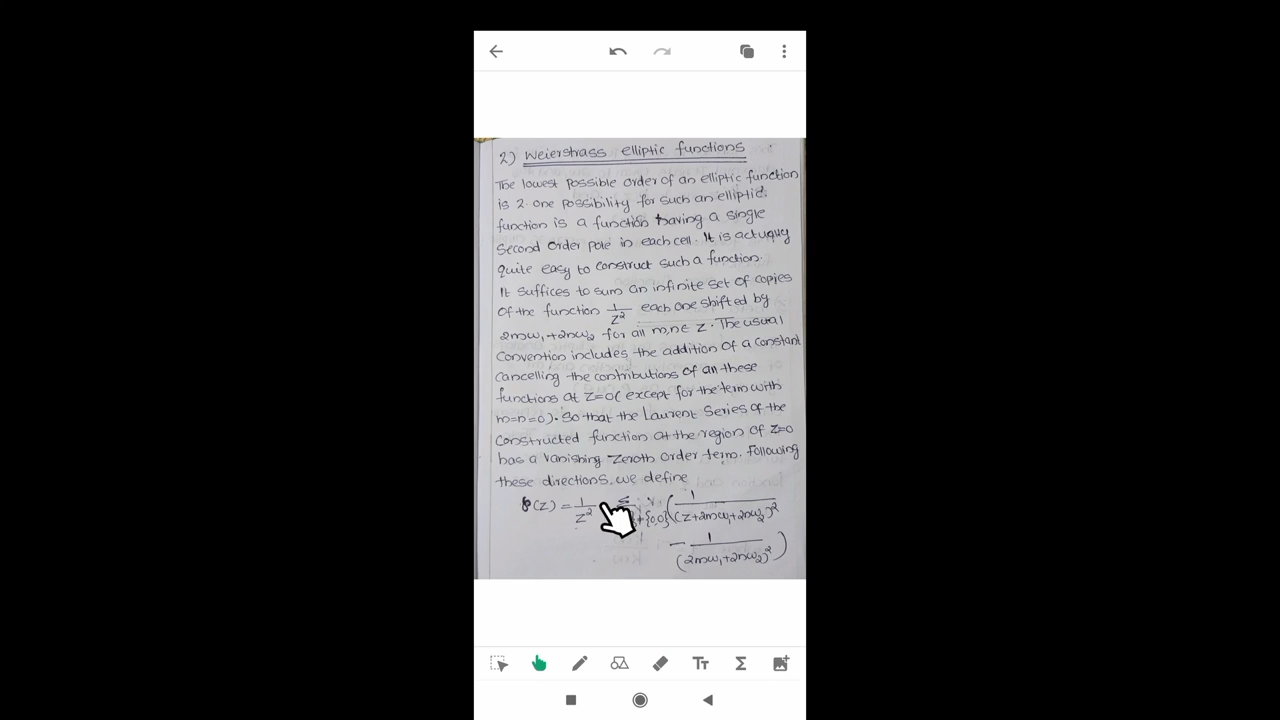 2) Weierstrass elliptic functions
The lowest possible order of an elliptic function
is 2. one possibility for such an elliptic
function is a function having a single
second order pole in each cell. It is actuquy
quite easy to construct such a function.
It suffices to sum an infinite set of copies
of the function 1/z² each one shifted by
2mω₁+2nω₂ for all m,n∈ Z. The usual
Convention includes the addition of a constant
cancelling the contributions of all these
functions at z=0( except for the term with
m=n=0). So that the Laurent Series of the
constructed function at the region of z=0
has a vanishing zeroth order term. Following
these directions, we define
℘(z) = 1/z² Σ ≠{0,0} ( 1/(z+2mω₁+2nω₂)²
− 1/(2mω₁+2nω₂)² )
Tт
Σ